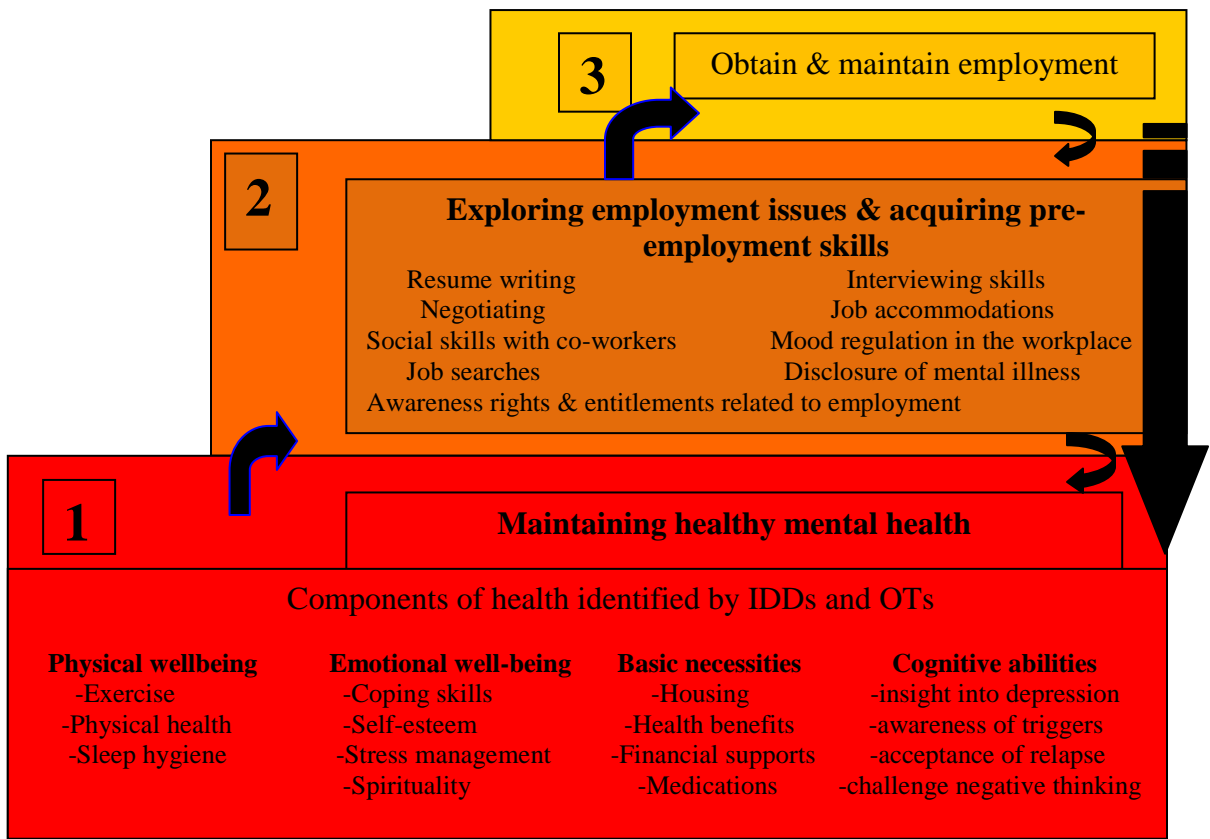 3
Obtain & maintain employment
2
Exploring employment issues & acquiring pre-
employment skills
Resume writing
Interviewing skills
Negotiating
Job accommodations
Social skills with co-workers
Mood regulation in the workplace
Job searches
Disclosure of mental illness
Awareness rights & entitlements related to employment
1
Maintaining healthy mental health
Components of health identified by IDDs and OTs
Physical wellbeing
-Exercise
-Physical health
-Sleep hygiene
Emotional well-being
-Coping skills
-Self-esteem
-Stress management
-Spirituality
Basic necessities
-Housing
-Health benefits
-Financial supports
-Medications
Cognitive abilities
-insight into depression
-awareness of triggers
-acceptance of relapse
-challenge negative thinking